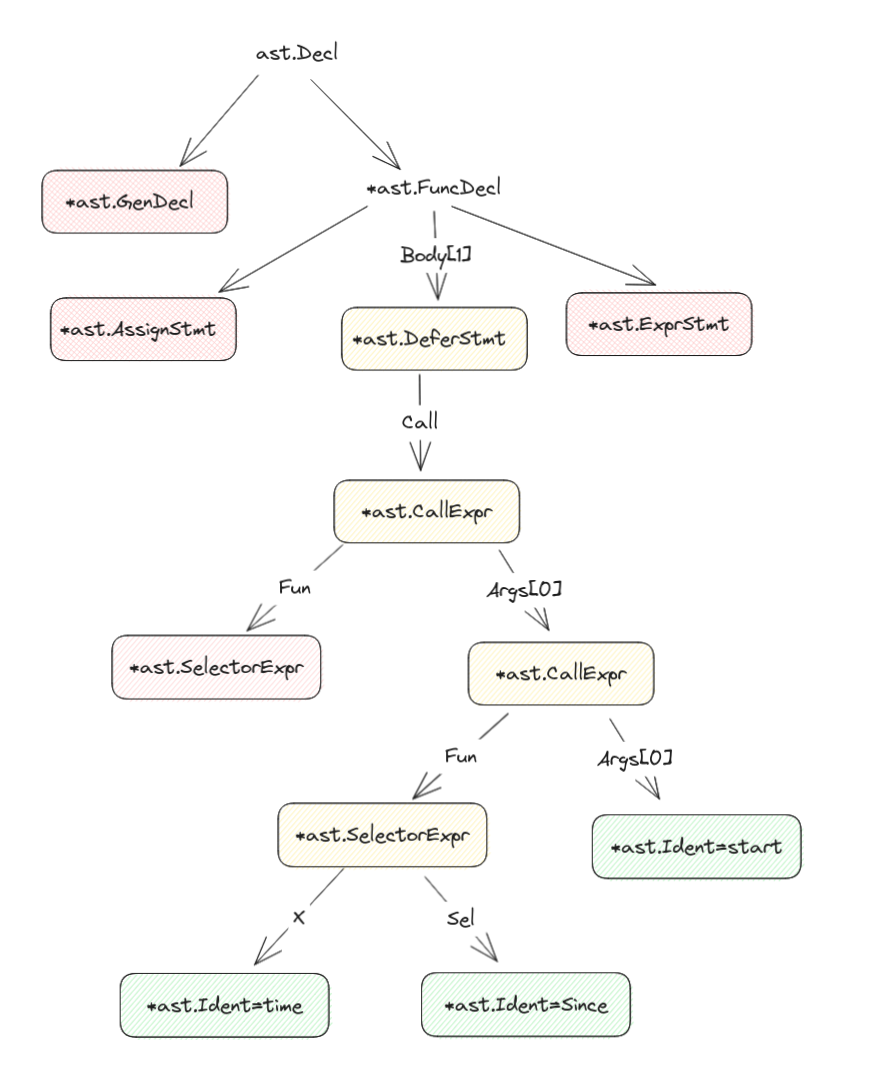 ast.Decl
*ast.GenDecl
*ast.FuncDecl
Body[1]
*ast.AssignStmt
*ast.DeferStmt
*ast.ExprStmt
Call
*ast.CallExpr
Fun
Args[0]
*ast.SelectorExpr
*ast.CallExpr
Fun
Args[0]
*ast.SelectorExpr
*ast.Ident=start
X
Sel
*ast.Ident=time
*ast.Ident=Since